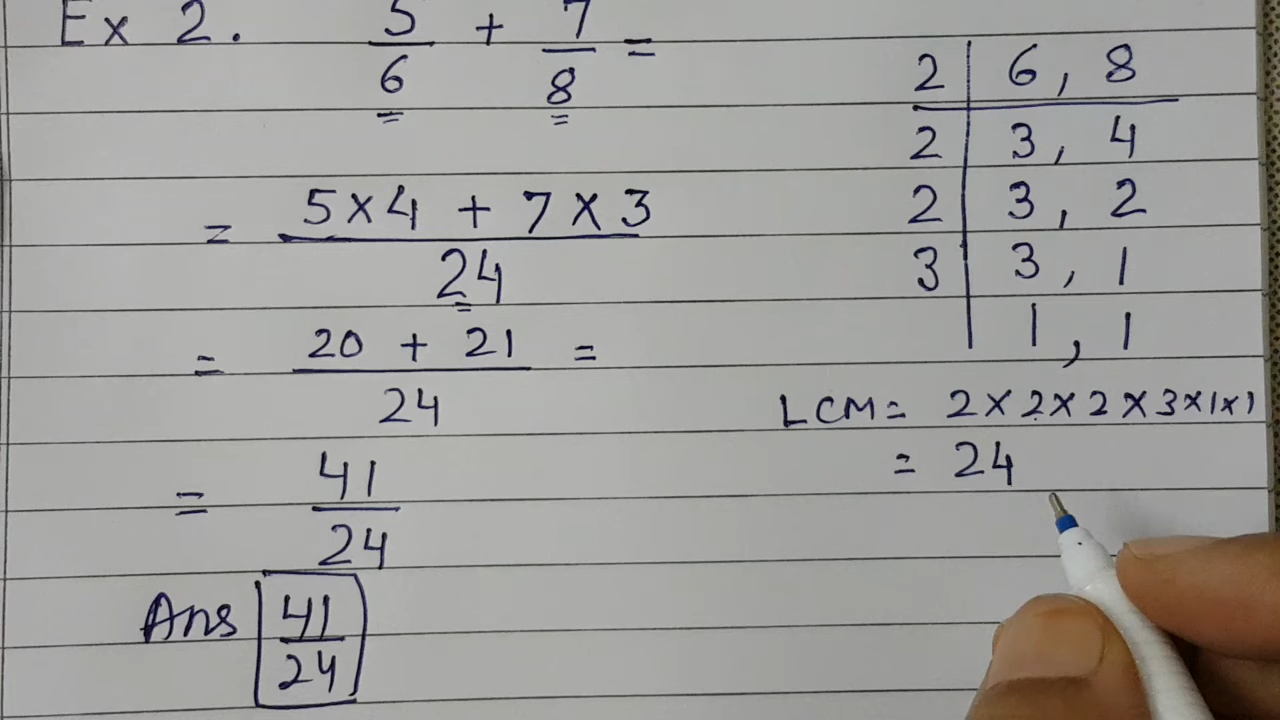 Ex 2. 5/6 + 7/8 =
= 5×4 + 7×3 / 24
= 20 + 21 / 24 =
= 41/24
Ans 41/24
2 | 6, 8
2 | 3, 4
2 | 3, 2
3 | 3, 1
| 1, 1
LCM = 2×2×2×3×1×1
= 24